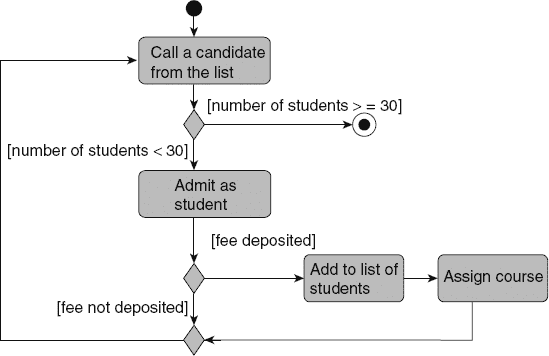 Call a candidate
from the list
[number of students > = 30]
[number of students < 30]
Admit as
student
[fee deposited]
Add to list of
students
Assign course
[fee not deposited]